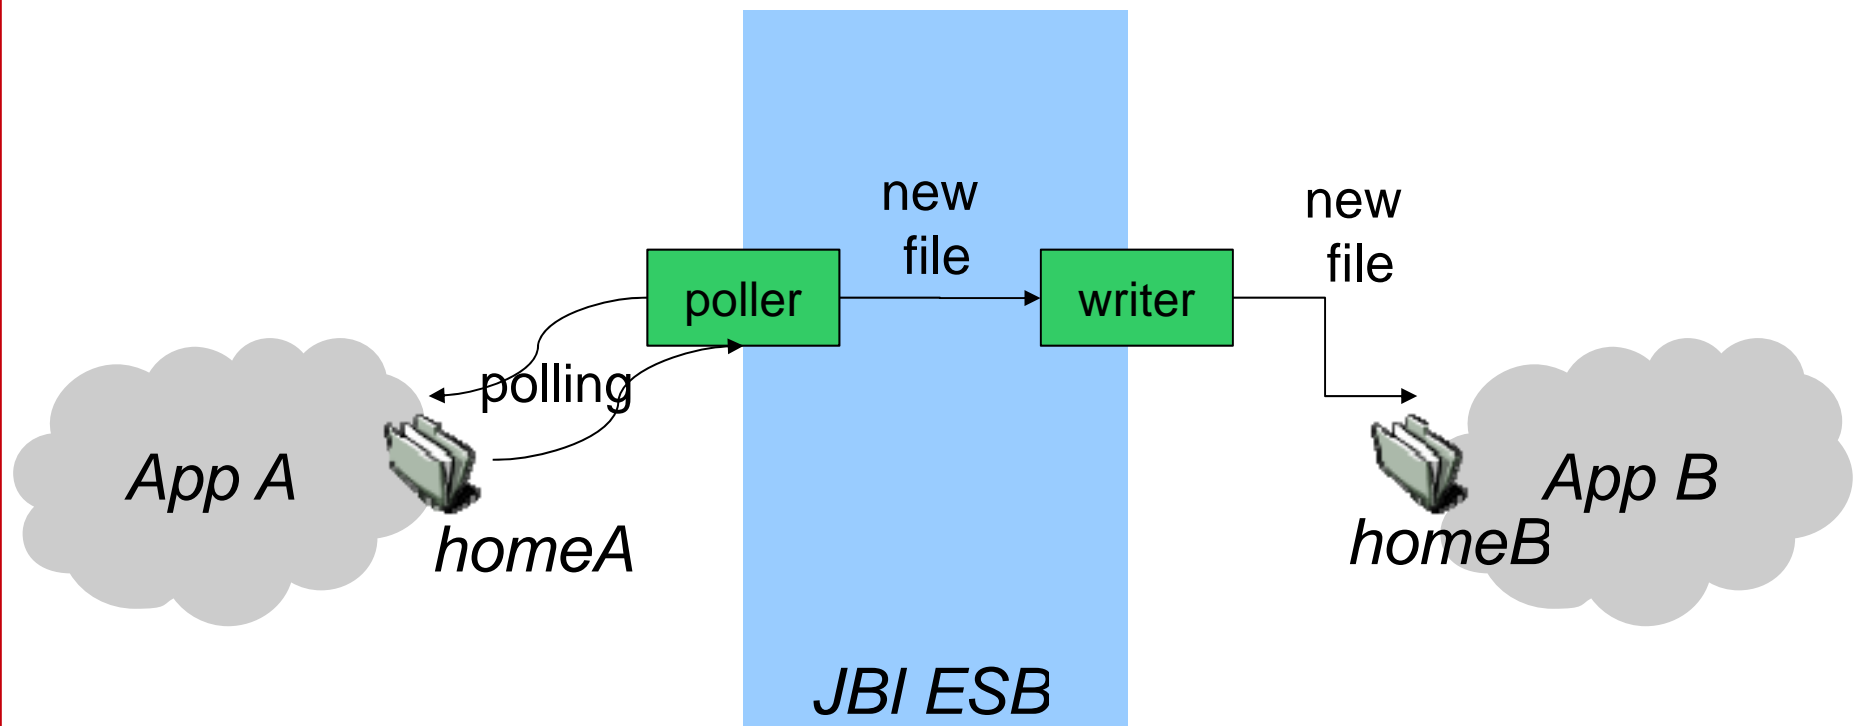 new
file
new
file
poller
writer
polling
App A
homeA
App B
homeB
JBI ESB